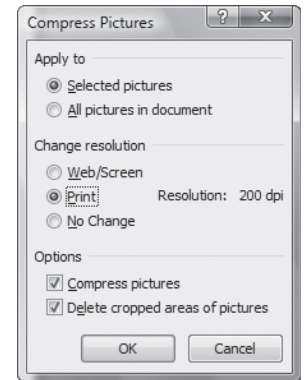 Compress Pictures
Apply to
Selected pictures
All pictures in document
Change resolution
Web/Screen
Print Resolution: 200 dpi
No Change
Options
Compress pictures
Delete cropped areas of pictures
OK Cancel